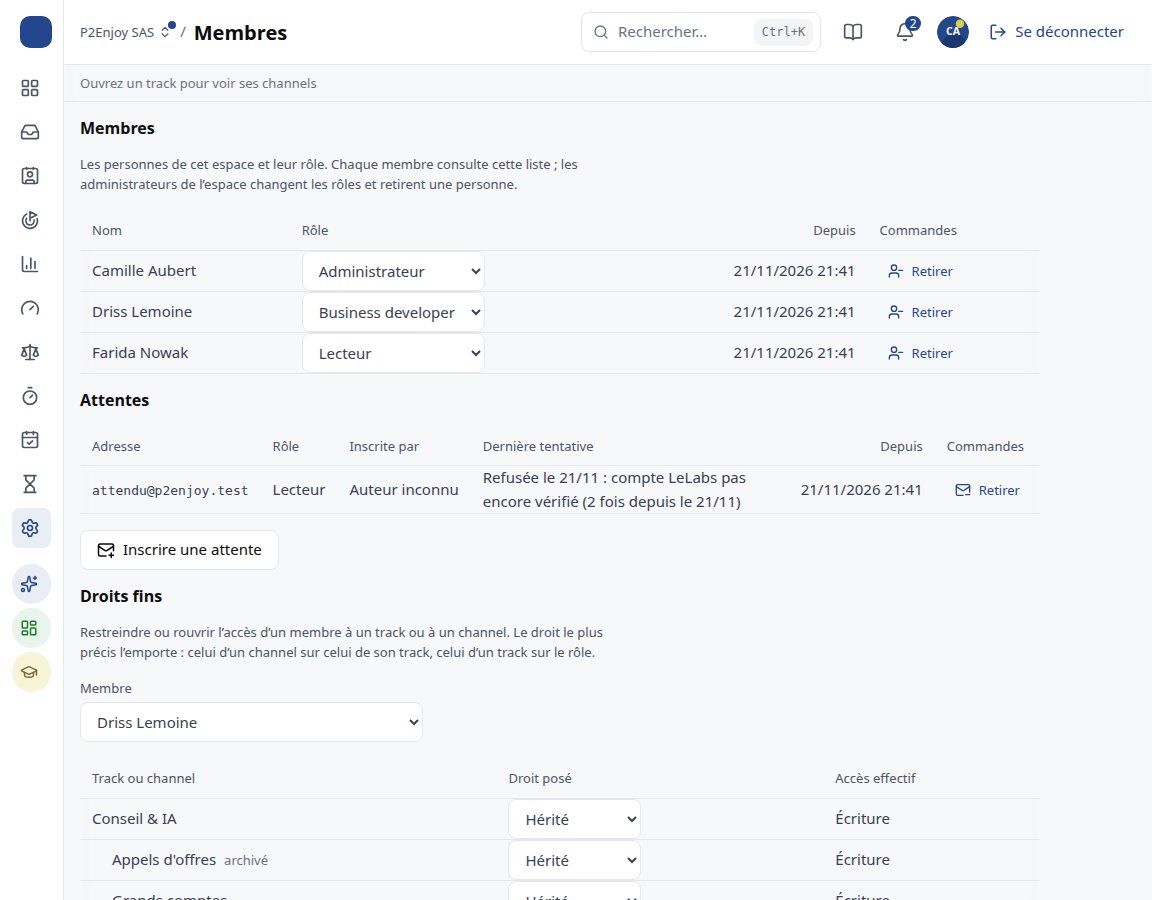 P2Enjoy SAS / Membres
Rechercher...
Ctrl+K
2
CA
Se déconnecter
Ouvrez un track pour voir ses channels
Membres
Les personnes de cet espace et leur rôle. Chaque membre consulte cette liste ; les
administrateurs de l’espace changent les rôles et retirent une personne.
Nom Rôle Depuis Commandes
Camille Aubert Administrateur 21/11/2026 21:41 Retirer
Driss Lemoine Business developer 21/11/2026 21:41 Retirer
Farida Nowak Lecteur 21/11/2026 21:41 Retirer
Attentes
Adresse Rôle Inscrite par Dernière tentative Depuis Commandes
attendu@p2enjoy.test Lecteur Auteur inconnu Refusée le 21/11 : compte LeLabs pas
encore vérifié (2 fois depuis le 21/11) 21/11/2026 21:41 Retirer
Inscrire une attente
Droits fins
Restreindre ou rouvrir l’accès d’un membre à un track ou à un channel. Le droit le plus
précis l’emporte : celui d’un channel sur celui de son track, celui d’un track sur le rôle.
Membre
Driss Lemoine
Track ou channel Droit posé Accès effectif
Conseil & IA Hérité Écriture
Appels d'offres archivé Hérité Écriture
Grands comptes Hérité Écriture